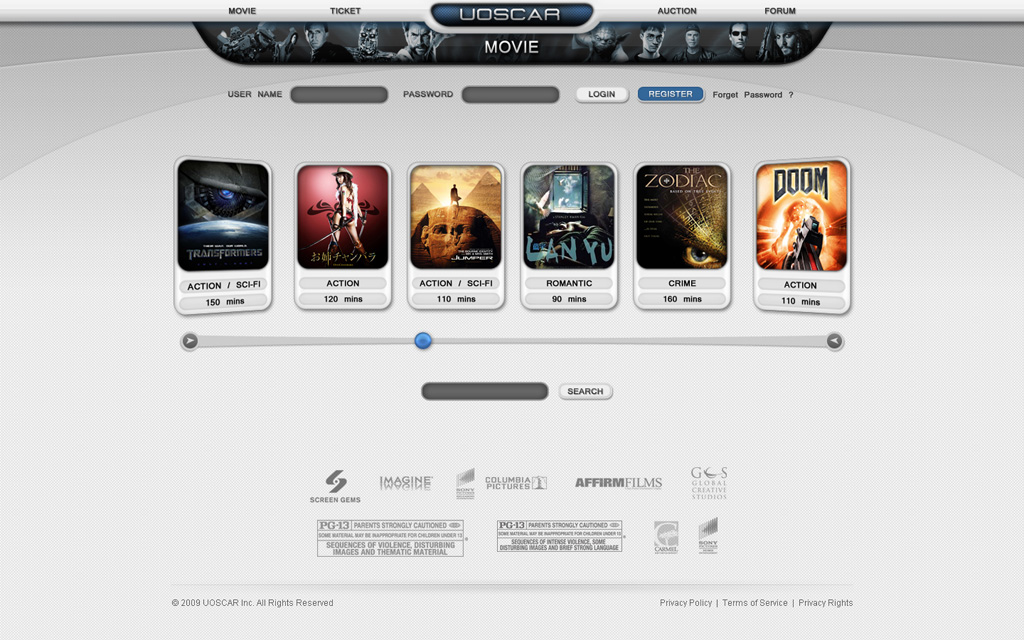 MOVIE
TICKET
UOSCAR
AUCTION
FORUM
MOVIE
USER NAME
PASSWORD
LOGIN
REGISTER
Forget Password ?
TRANSFORMERS
お姉チャンバラ
JUMPER
LAN YU
THE
ZODIAC
BASED ON TRUE EVENTS
DOOM
ACTION / SCI-FI
150 mins
ACTION
120 mins
ACTION / SCI-FI
110 mins
ROMANTIC
90 mins
CRIME
160 mins
ACTION
110 mins
SEARCH
SCREEN GEMS
IMAGINE
SONY
COLUMBIA
PICTURES
AFFIRMFILMS
GCS
GLOBAL
CREATIVE
STUDIOS
PG-13 PARENTS STRONGLY CAUTIONED
SOME MATERIAL MAY BE INAPPROPRIATE FOR CHILDREN UNDER 13
SEQUENCES OF VIOLENCE, DISTURBING
IMAGES AND THEMATIC MATERIAL
PG-13 PARENTS STRONGLY CAUTIONED
SOME MATERIAL MAY BE INAPPROPRIATE FOR CHILDREN UNDER 13
SEQUENCES OF INTENSE VIOLENCE, SOME
DISTURBING IMAGES AND BRIEF STRONG LANGUAGE
CARMEL
SONY
© 2009 UOSCAR Inc. All Rights Reserved
Privacy Policy | Terms of Service | Privacy Rights